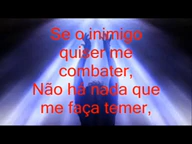 Se o inimigo
quiser me
combater,
Não há nada que
me faça temer,